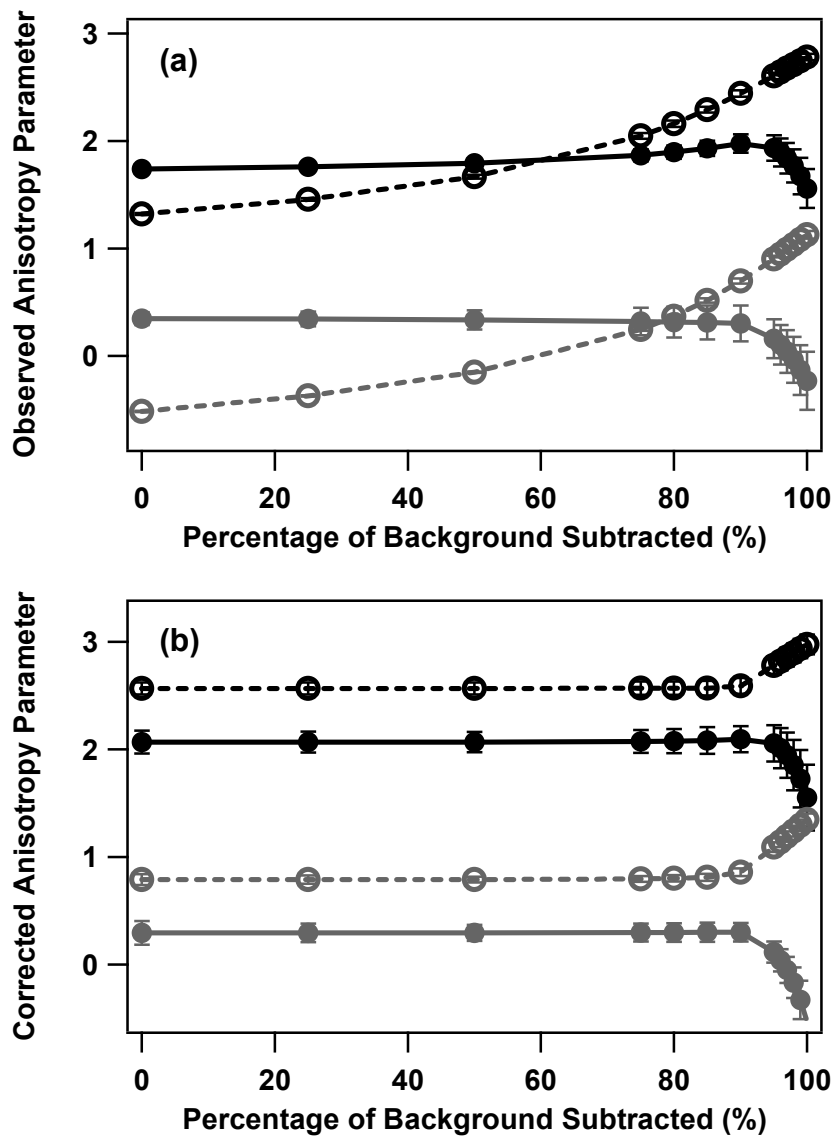 Observed Anisotropy Parameter
(a)
3
2
1
0
0 20 40 60 80 100
Percentage of Background Subtracted (%)
Corrected Anisotropy Parameter
(b)
3
2
1
0
0 20 40 60 80 100
Percentage of Background Subtracted (%)